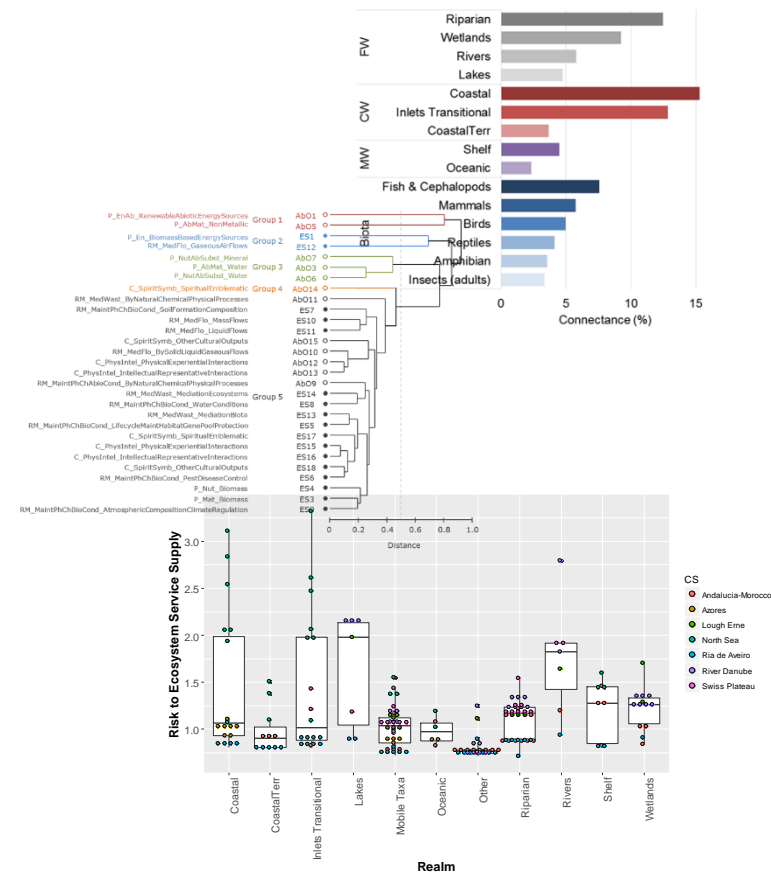 Riparian
Wetlands
Rivers
Lakes
FW
Coastal
Inlets Transitional
CoastalTerr
CW
Shelf
Oceanic
MW
Fish & Cephalopods
Mammals
Birds
Reptiles
Amphibian
Insects (adults)
Biota
0 5 10 15
Connectance (%)
P_EnAb_RenewableAbioticEnergySources AbO1
P_AbMat_NonMetallic AbO5
Group 1
P_En_BiomassBasedEnergySources ES1
RM_MedFlo_GaseousAirFlows ES12
Group 2
P_NutAbSubst_Mineral AbO7
P_AbMat_Water AbO3
P_NutAbSubst_Water AbO6
Group 3
C_SpiritSymb_SpiritualEmblematic Group 4 AbO14
RM_MedWast_ByNaturalChemicalPhysicalProcesses AbO11
RM_MaintPhChBioCond_SoilFormationComposition ES7
RM_MedFlo_MassFlows ES10
RM_MedFlo_LiquidFlows ES11
C_SpiritSymb_OtherCulturalOutputs AbO15
RM_MedFlo_BySolidLiquidGaseousFlows AbO10
C_PhysIntel_PhysicalExperientialInteractions AbO12
C_PhysIntel_IntellectualRepresentativeInteractions AbO13
RM_MaintPhChAbioCond_ByNaturalChemicalPhysicalProcesses AbO9
RM_MedWast_MediationEcosystems ES14
Group 5
RM_MaintPhChBioCond_WaterConditions ES8
RM_MedWast_MediationBiota ES13
RM_MaintPhChBioCond_LifecycleMaintHabitatGenePoolProtection ES5
C_SpiritSymb_SpiritualEmblematic ES17
C_PhysIntel_PhysicalExperientialInteractions ES15
C_PhysIntel_IntellectualRepresentativeInteractions ES16
C_SpiritSymb_OtherCulturalOutputs ES18
RM_MaintPhChBioCond_PestDiseaseControl ES6
P_Nut_Biomass ES4
P_Mat_Biomass ES3
RM_MaintPhChBioCond_AtmosphericCompositionClimateRegulation
0 0.2 0.4 0.6 0.8 1.0
Distance
Risk to Ecosystem Service Supply
3.0
2.5
2.0
1.5
1.0
Coastal
CoastalTerr
Inlets Transitional
Lakes
Mobile Taxa
Oceanic
Other
Riparian
Rivers
Shelf
Wetlands
Realm
CS
Andalucia-Morocco
Azores
Lough Erne
North Sea
Ria de Aveiro
River Danube
Swiss Plateau